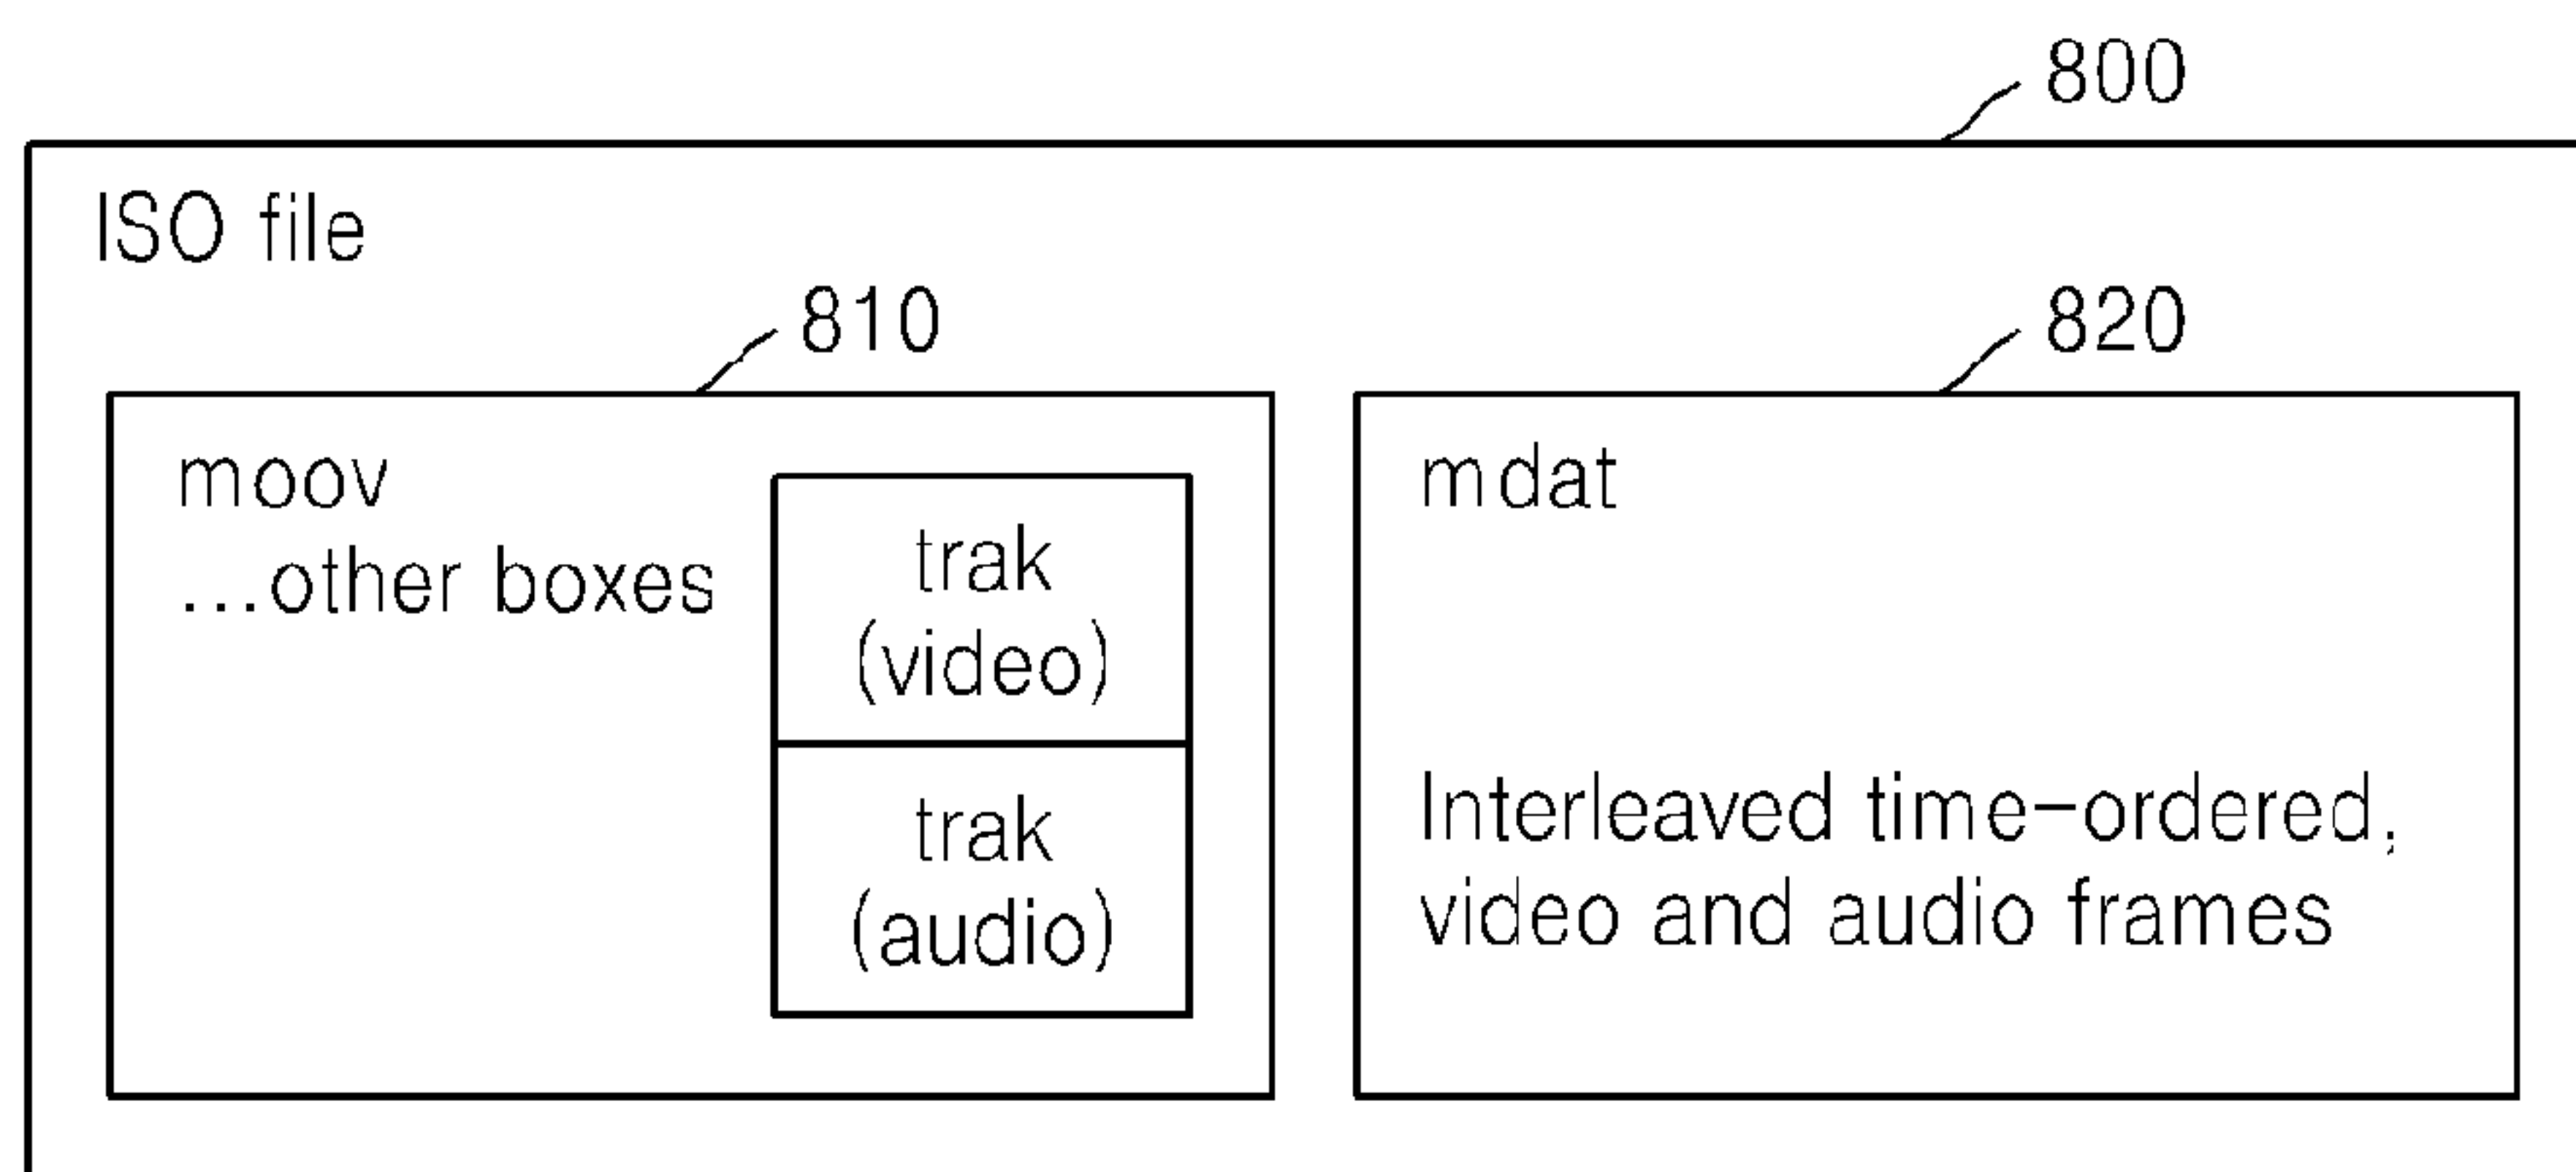 800
ISO file
810
820
moov
...other boxes
trak
(video)
trak
(audio)
mdat
Interleaved time-ordered,
video and audio frames